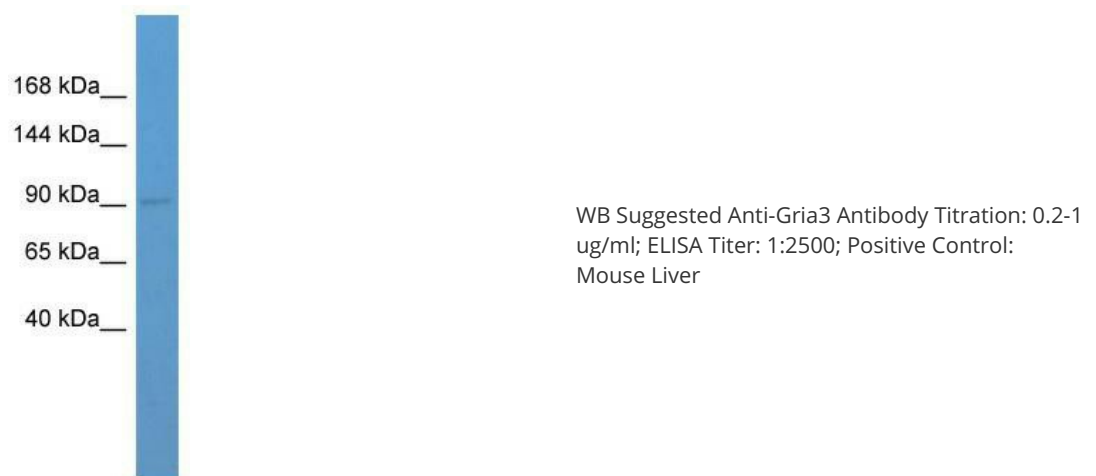 168 kDa__
144 kDa__
90 kDa__
65 kDa__
40 kDa__
WB Suggested Anti-Gria3 Antibody Titration: 0.2-1
ug/ml; ELISA Titer: 1:2500; Positive Control:
Mouse Liver